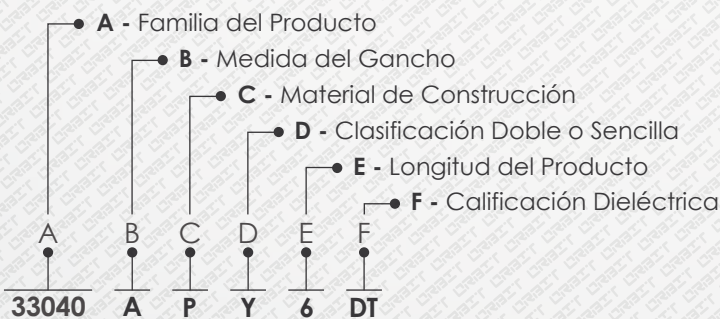 A - Familia del Producto
B - Medida del Gancho
C - Material de Construcción
D - Clasificación Doble o Sencilla
E - Longitud del Producto
F - Calificación Dieléctrica
A B C D E F
33040 A P Y 6 DT